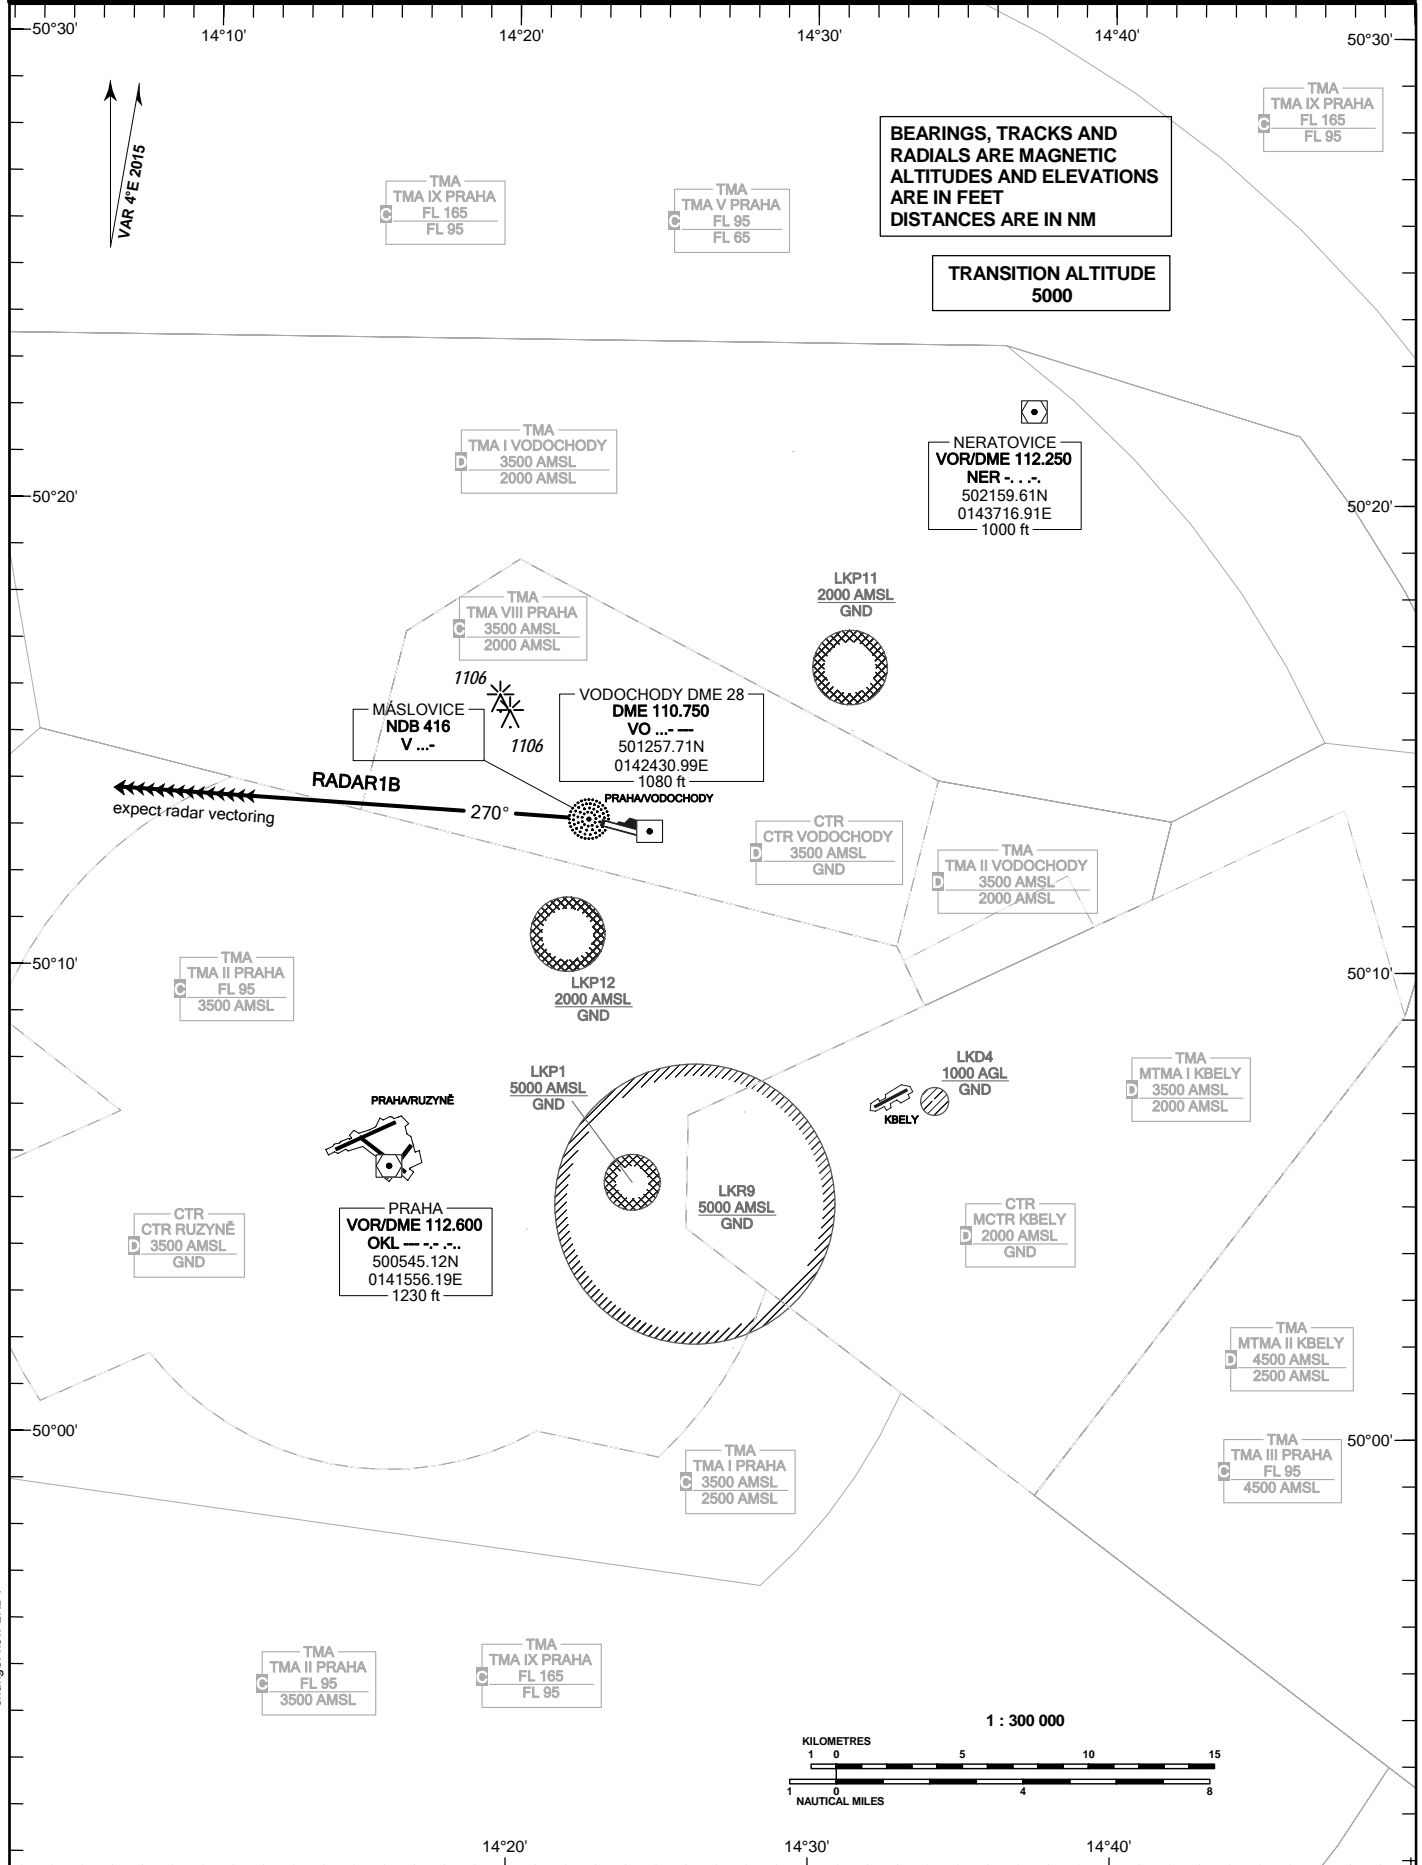 50°30'
14°10'
14°20'
14°30'
14°40'
50°30'
VAR 4°E 2015
TMA
TMA IX PRAHA
C
FL 165
FL 95
TMA
TMA V PRAHA
C
FL 95
FL 65
BEARINGS, TRACKS AND
RADIALS ARE MAGNETIC
ALTITUDES AND ELEVATIONS
ARE IN FEET
DISTANCES ARE IN NM
TMA
TMA IX PRAHA
C
FL 165
FL 95
TRANSITION ALTITUDE
5000
TMA
TMA I VODOCHODY
D
3500 AMSL
2000 AMSL
NERATOVICE
VOR/DME 112.250
NER -. . .-.
502159.61N
0143716.91E
1000 ft
50°20'
50°20'
TMA
TMA VIII PRAHA
C
3500 AMSL
2000 AMSL
LKP11
2000 AMSL
GND
1106
1106
MASLOVICE
NDB 416
V ...-
VODOCHODY DME 28
DME 110.750
VO ...- ---
501257.71N
0142430.99E
1080 ft
PRAHA/VODOCHODY
RADAR1B
270°
expect radar vectoring
CTR
CTR VODOCHODY
D
3500 AMSL
GND
TMA
TMA II VODOCHODY
D
3500 AMSL
2000 AMSL
50°10'
50°10'
TMA
TMA II PRAHA
C
FL 95
3500 AMSL
LKP12
2000 AMSL
GND
LKP1
5000 AMSL
GND
LKD4
1000 AGL
GND
KBELY
TMA
MTMA I KBELY
D
3500 AMSL
2000 AMSL
PRAHA/RUZYNĚ
PRAHA
VOR/DME 112.600
OKL --- -.- .-..
500545.12N
0141556.19E
1230 ft
LKR9
5000 AMSL
GND
CTR
CTR RUZYNĚ
D
3500 AMSL
GND
CTR
MCTR KBELY
D
2000 AMSL
GND
TMA
MTMA II KBELY
D
4500 AMSL
2500 AMSL
50°00'
50°00'
TMA
TMA I PRAHA
C
3500 AMSL
2500 AMSL
TMA
TMA III PRAHA
C
FL 95
4500 AMSL
TMA
TMA II PRAHA
C
FL 95
3500 AMSL
TMA
TMA IX PRAHA
C
FL 165
FL 95
1 : 300 000
KILOMETRES
1 0 5 10 15
1 0 4 8
NAUTICAL MILES
14°20'
14°30'
14°40'